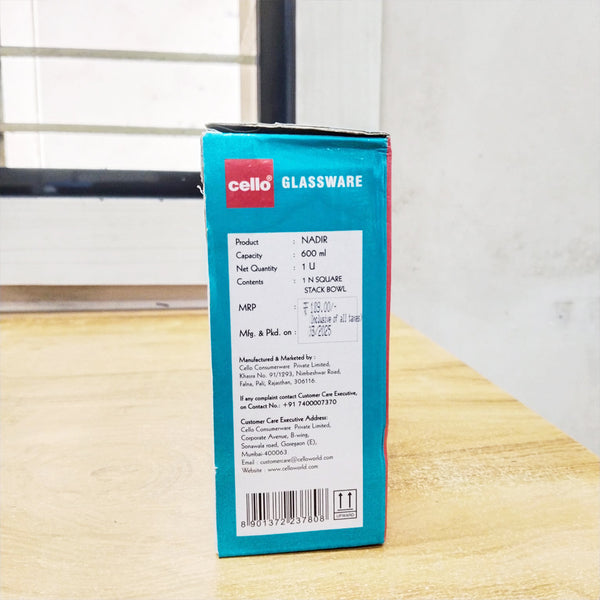 cello® GLASSWARE
Product : NADIR
Capacity : 600 ml
Net Quantity : 1 U
Contents : 1 N SQUARE
STACK BOWL
MRP : ₹189.00/-
(Inclusive of all taxes)
Mfg. & Pkd. on : 05/2025
Manufactured & Marketed by :
Cello Consumerware Private Limited,
Khasra No. 91/1293, Nimbeshwar Road,
Falna, Pali, Rajasthan, 306116
If any complaint contact Customer Care Executive,
on Contact No.: +91 7400007370
Customer Care Executive Address:
Cello Consumerware Private Limited,
Corporate Avenue, B-wing,
Sonawala road, Goregaon (E),
Mumbai-400063
Email : customercare@celloworld.com
Website : www.celloworld.com
8 901372 237808
UPWARD